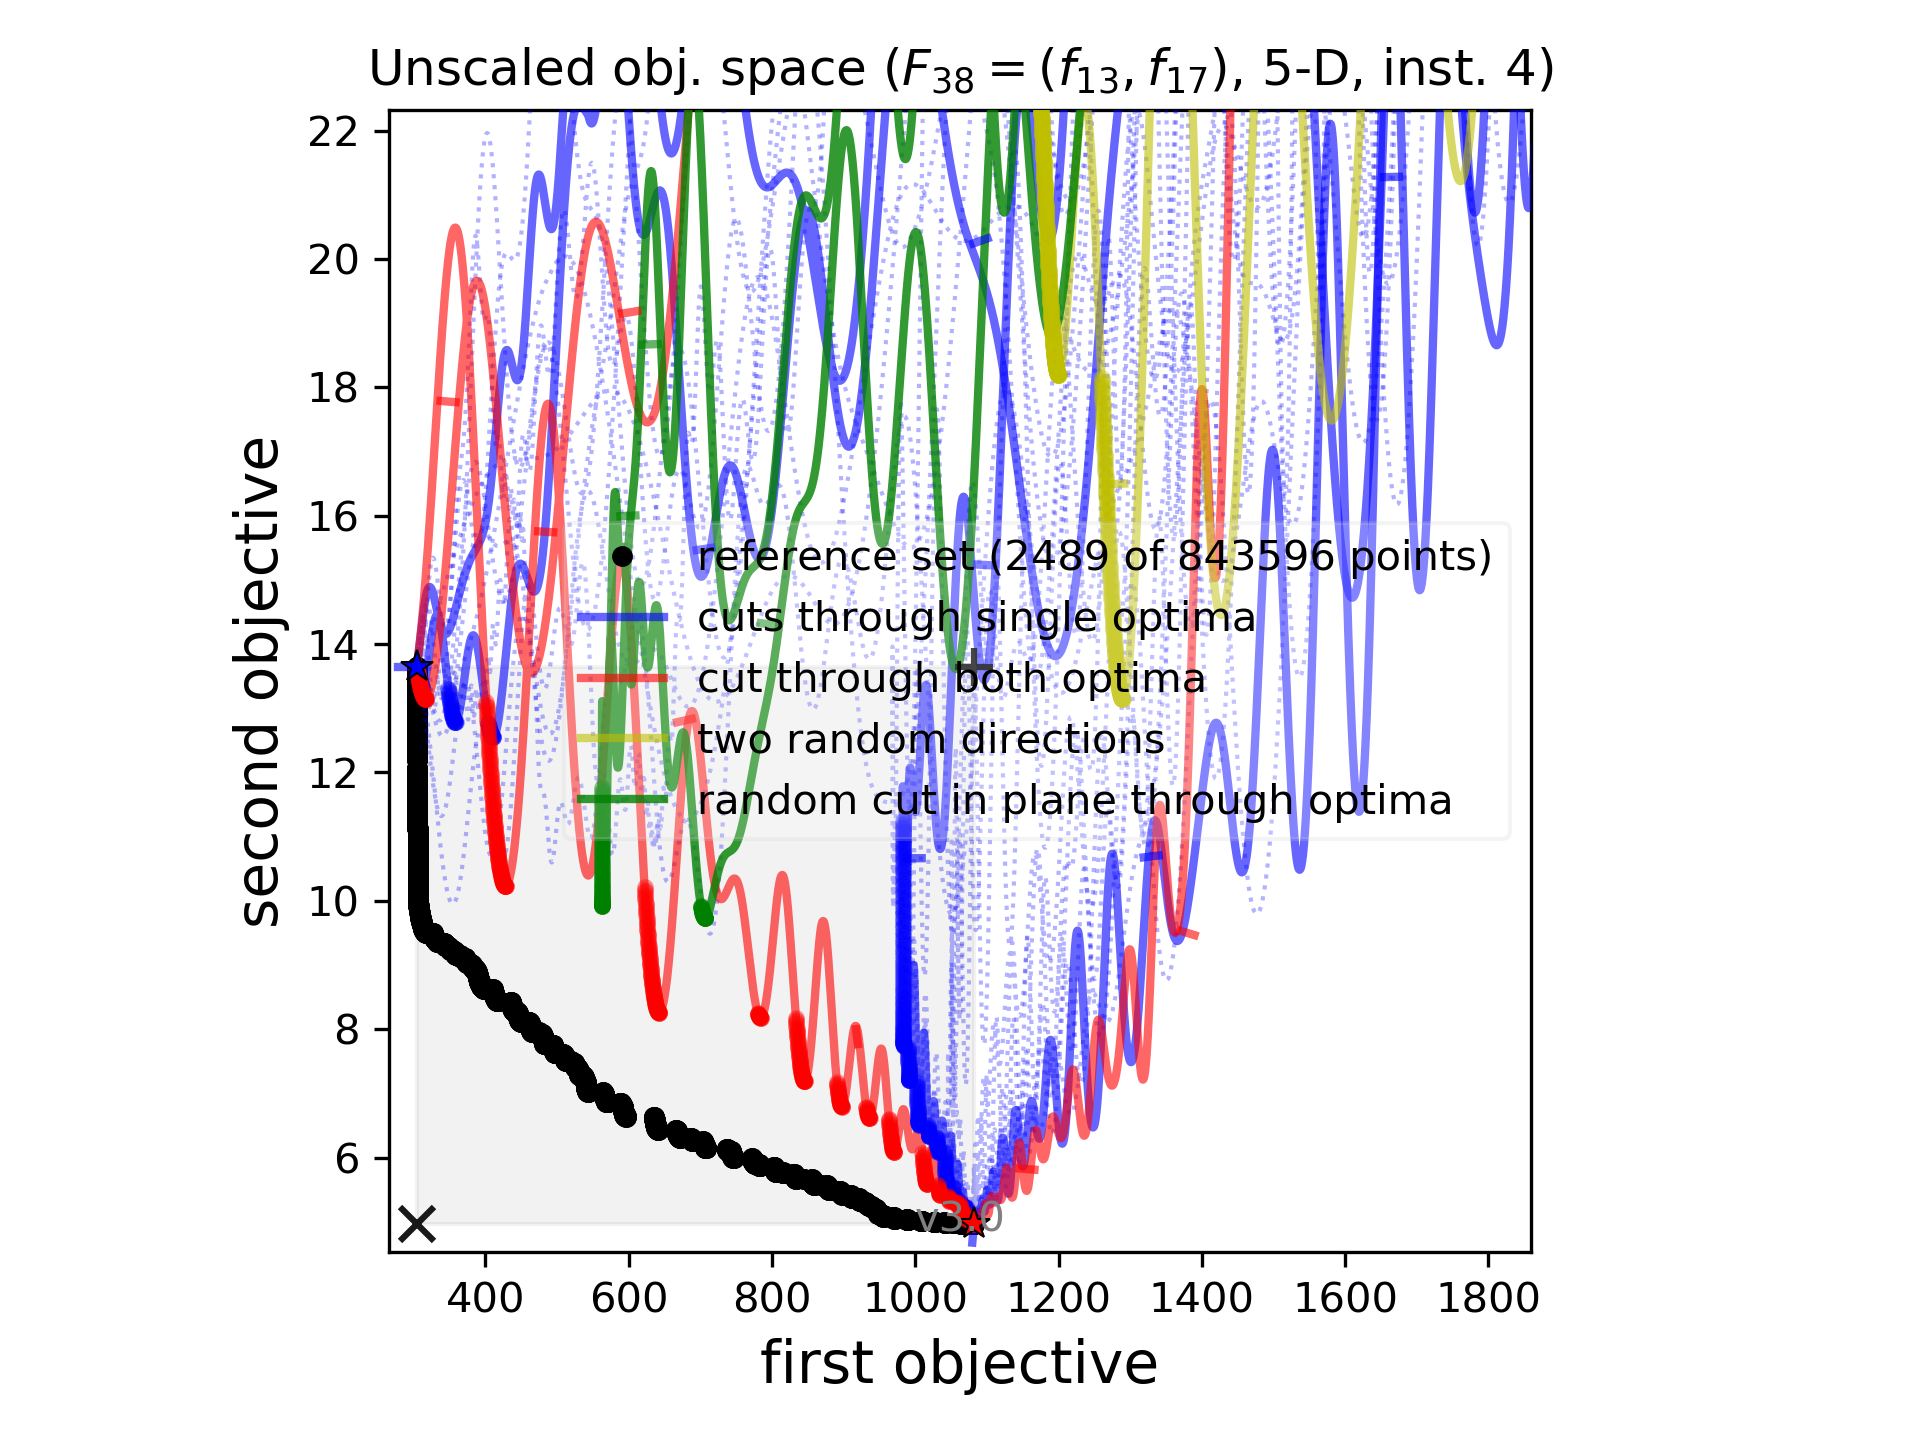 Unscaled obj. space (F₃₈ = (f₁₃, f₁₇), 5-D, inst. 4)
22
20
18
16
14
12
10
8
6
second objective
reference set (2489 of 843596 points)
cuts through single optima
cut through both optima
two random directions
random cut in plane through optima
v3.0
400 600 800 1000 1200 1400 1600 1800
first objective